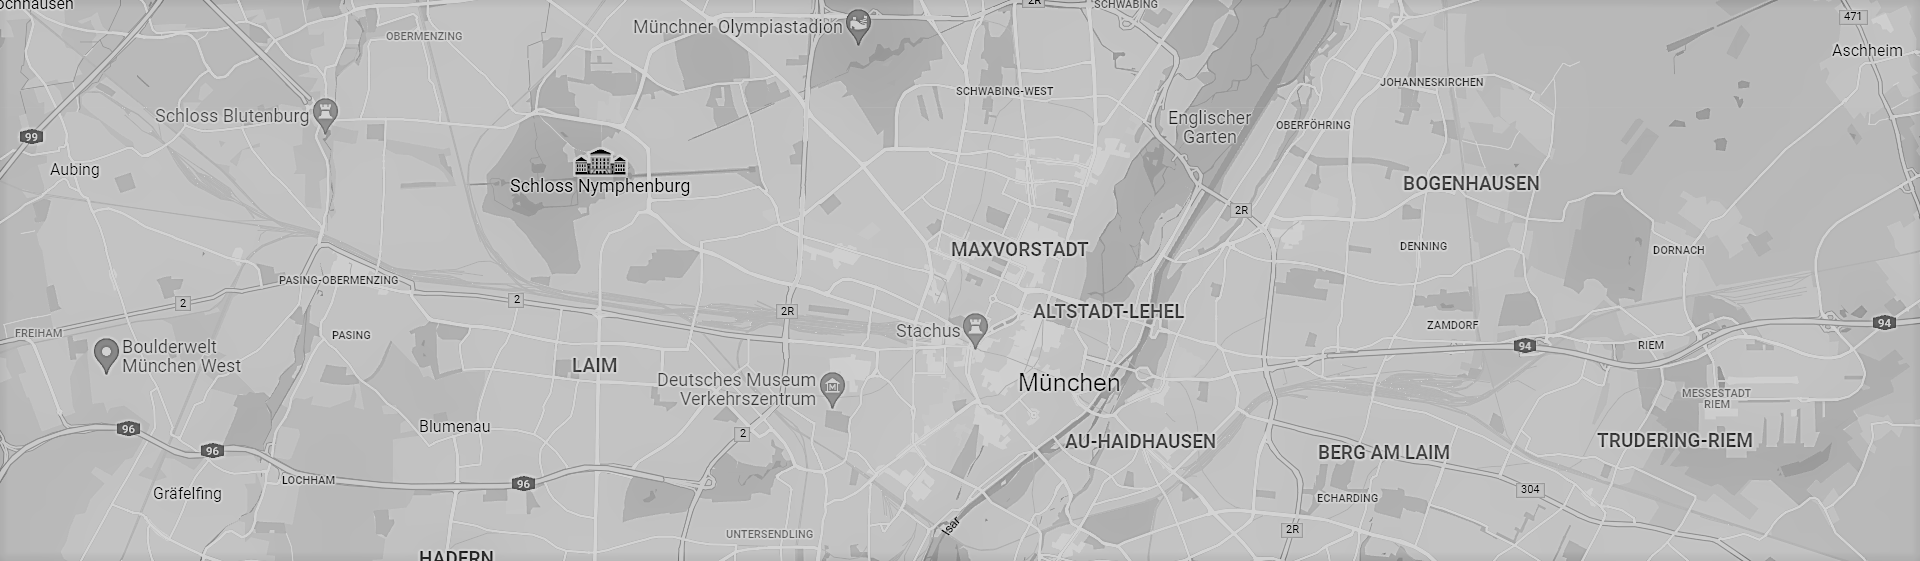 ochhausen
2R
SCHWABING
471
Münchner Olympiastadion
OBERMENZING
Aschheim
JOHANNESKIRCHEN
SCHWABING-WEST
Schloss Blutenburg
Englischer
Garten
OBERFÖHRING
99
Aubing
Schloss Nymphenburg
BOGENHAUSEN
2R
MAXVORSTADT
DENNING
DORNACH
PASING-OBERMENZING
2
2
2R
ALTSTADT-LEHEL
94
ZAMDORF
FREIHAM
PASING
Stachus
94
RIEM
Boulderwelt
München West
LAIM
Deutsches Museum
Verkehrszentrum
München
MESSESTADT
RIEM
96
Blumenau
2
AU-HAIDHAUSEN
TRUDERING-RIEM
96
BERG AM LAIM
LOCHHAM
96
Gräfelfing
304
ECHARDING
Isar
2R
UNTERSENDLING
HADERN